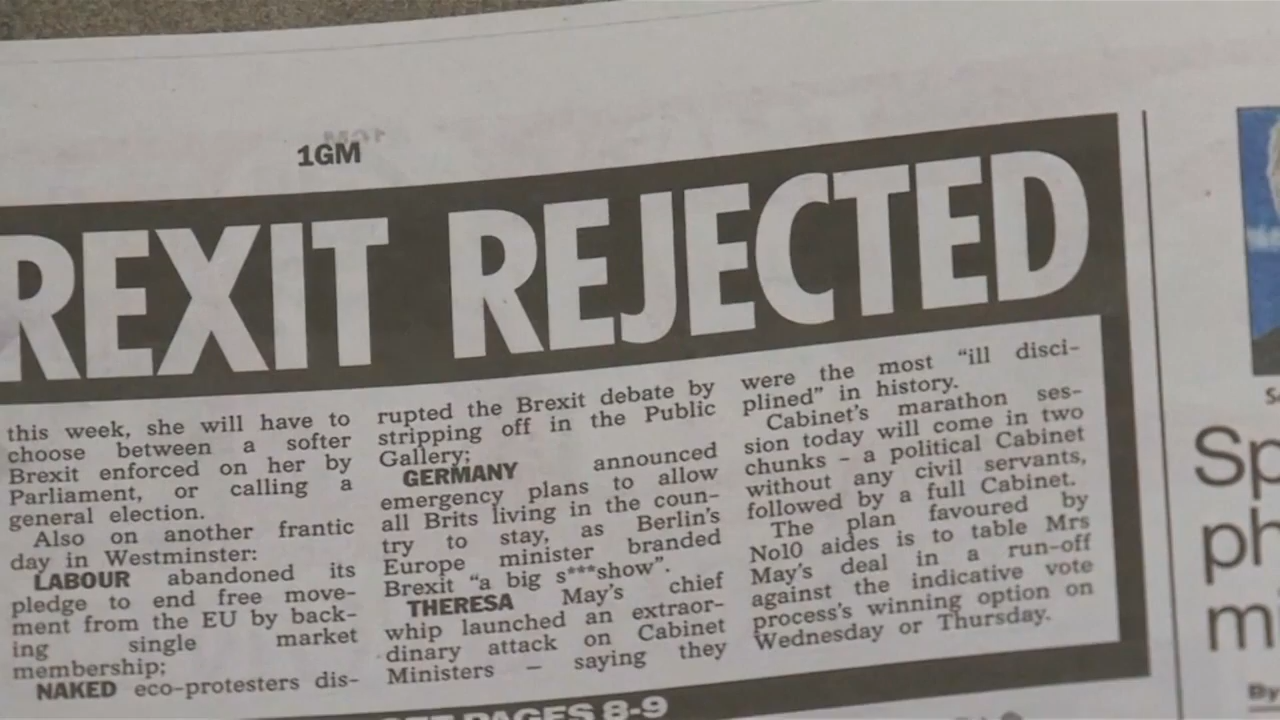 1GM
REXIT REJECTED
this week, she will have to
choose between a softer
Brexit enforced on her by
Parliament, or calling a
general election.
Also on another frantic
day in Westminster:
LABOUR abandoned its
pledge to end free move-
ment from the EU by back-
ing single market
membership;
NAKED eco-protesters dis-
rupted the Brexit debate by
stripping off in the Public
Gallery;
GERMANY announced
emergency plans to allow
all Brits living in the coun-
try to stay, as Berlin's
Europe minister branded
Brexit "a big s***show".
THERESA May's chief
whip launched an extraor-
dinary attack on Cabinet
Ministers – saying they
were the most "ill disci-
plined" in history.
Cabinet's marathon ses-
sion today will come in two
chunks – a political Cabinet
without any civil servants,
followed by a full Cabinet.
The plan favoured by
No10 aides is to table Mrs
May's deal in a run-off
against the indicative vote
process's winning option on
Wednesday or Thursday.
PAGES 8-9
Sp
ph
m
By